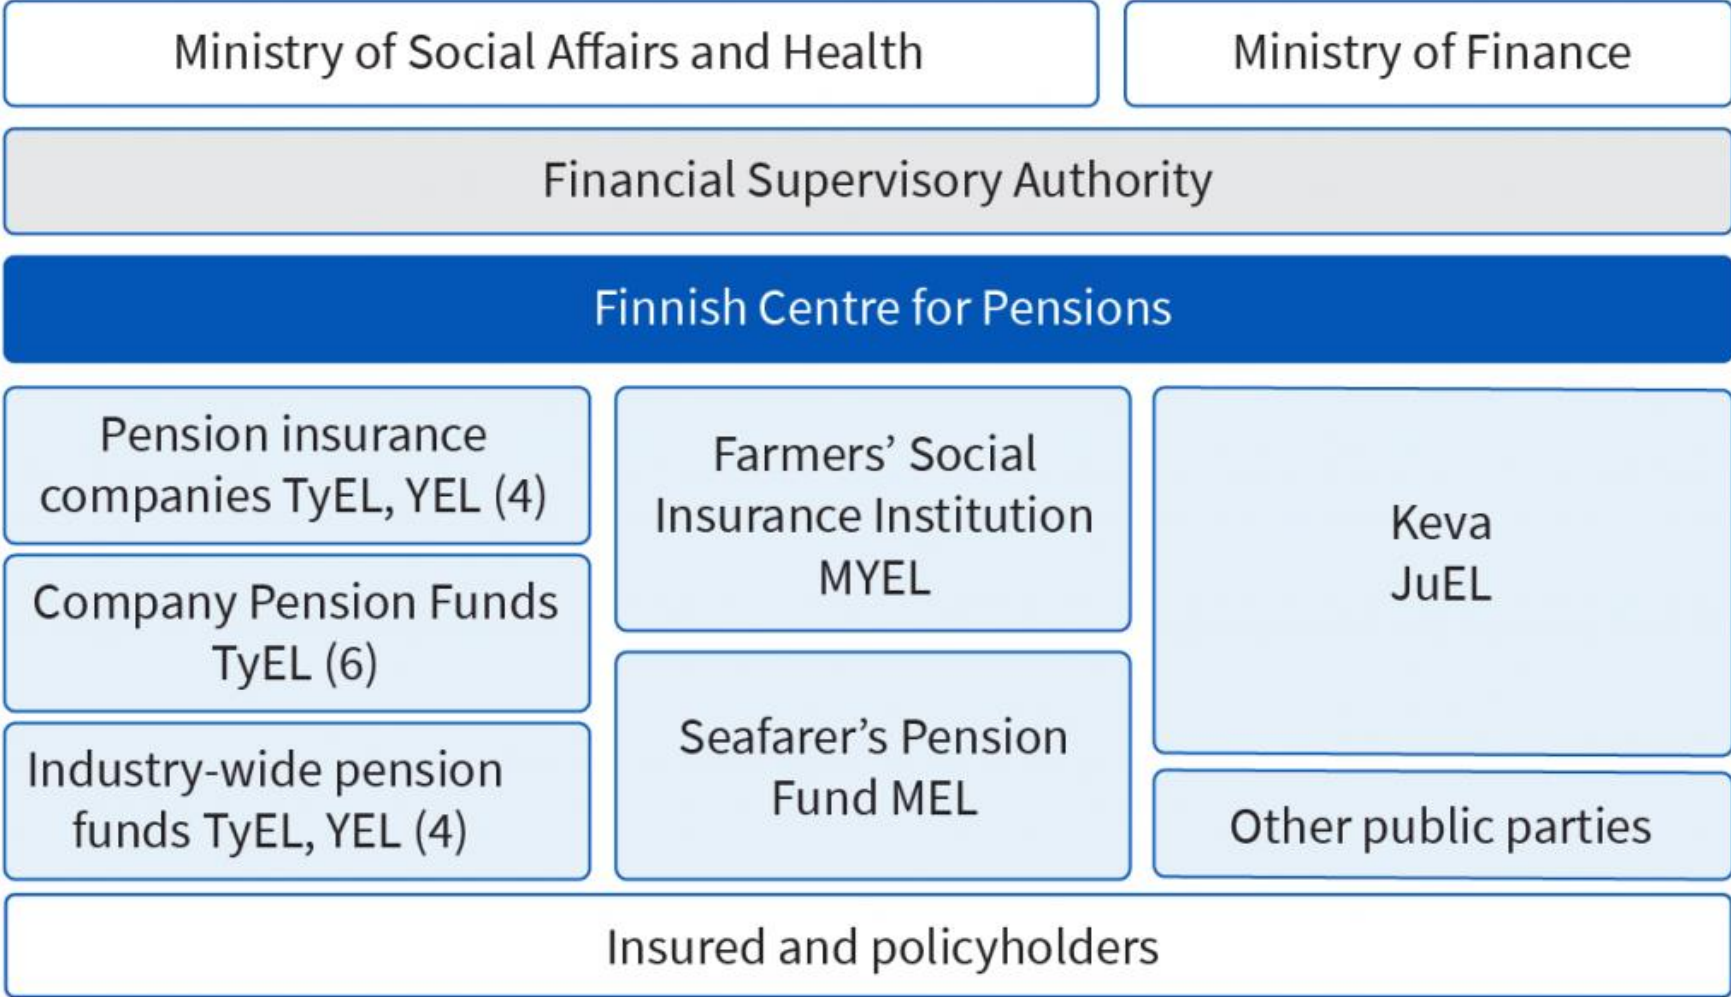 Ministry of Social Affairs and Health
Ministry of Finance
Financial Supervisory Authority
Finnish Centre for Pensions
Pension insurance
companies TyEL, YEL (4)
Company Pension Funds
TyEL (6)
Industry-wide pension
funds TyEL, YEL (4)
Farmers’ Social
Insurance Institution
MYEL
Seafarer’s Pension
Fund MEL
Keva
JuEL
Other public parties
Insured and policyholders